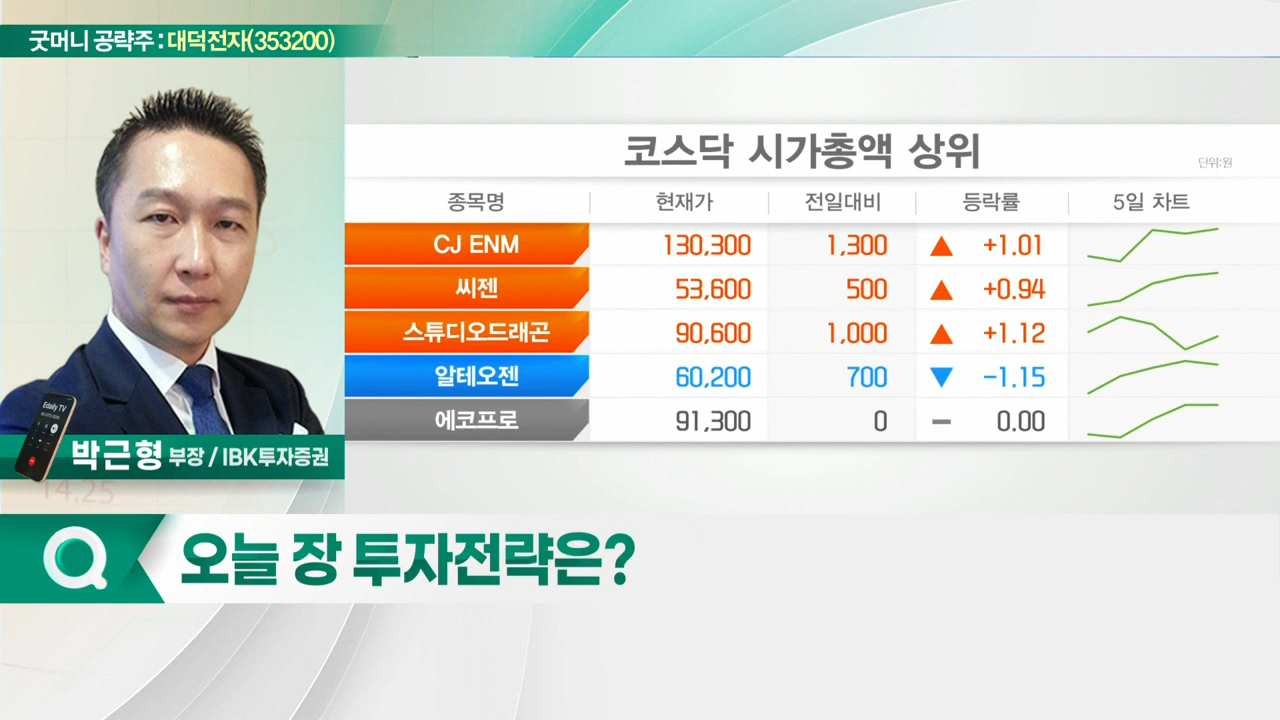 굿머니 공략주 : 대덕전자(353200)
코스닥 시가총액 상위
단위:원
종목명 현재가 전일대비 등락률 5일 차트
CJ ENM 130,300 1,300 ▲ +1.01
씨젠 53,600 500 ▲ +0.94
스튜디오드래곤 90,600 1,000 ▲ +1.12
알테오젠 60,200 700 ▼ -1.15
에코프로 91,300 0 - 0.00
Edaily TV
박근형 부장 / IBK투자증권
14.25
Q 오늘 장 투자전략은?